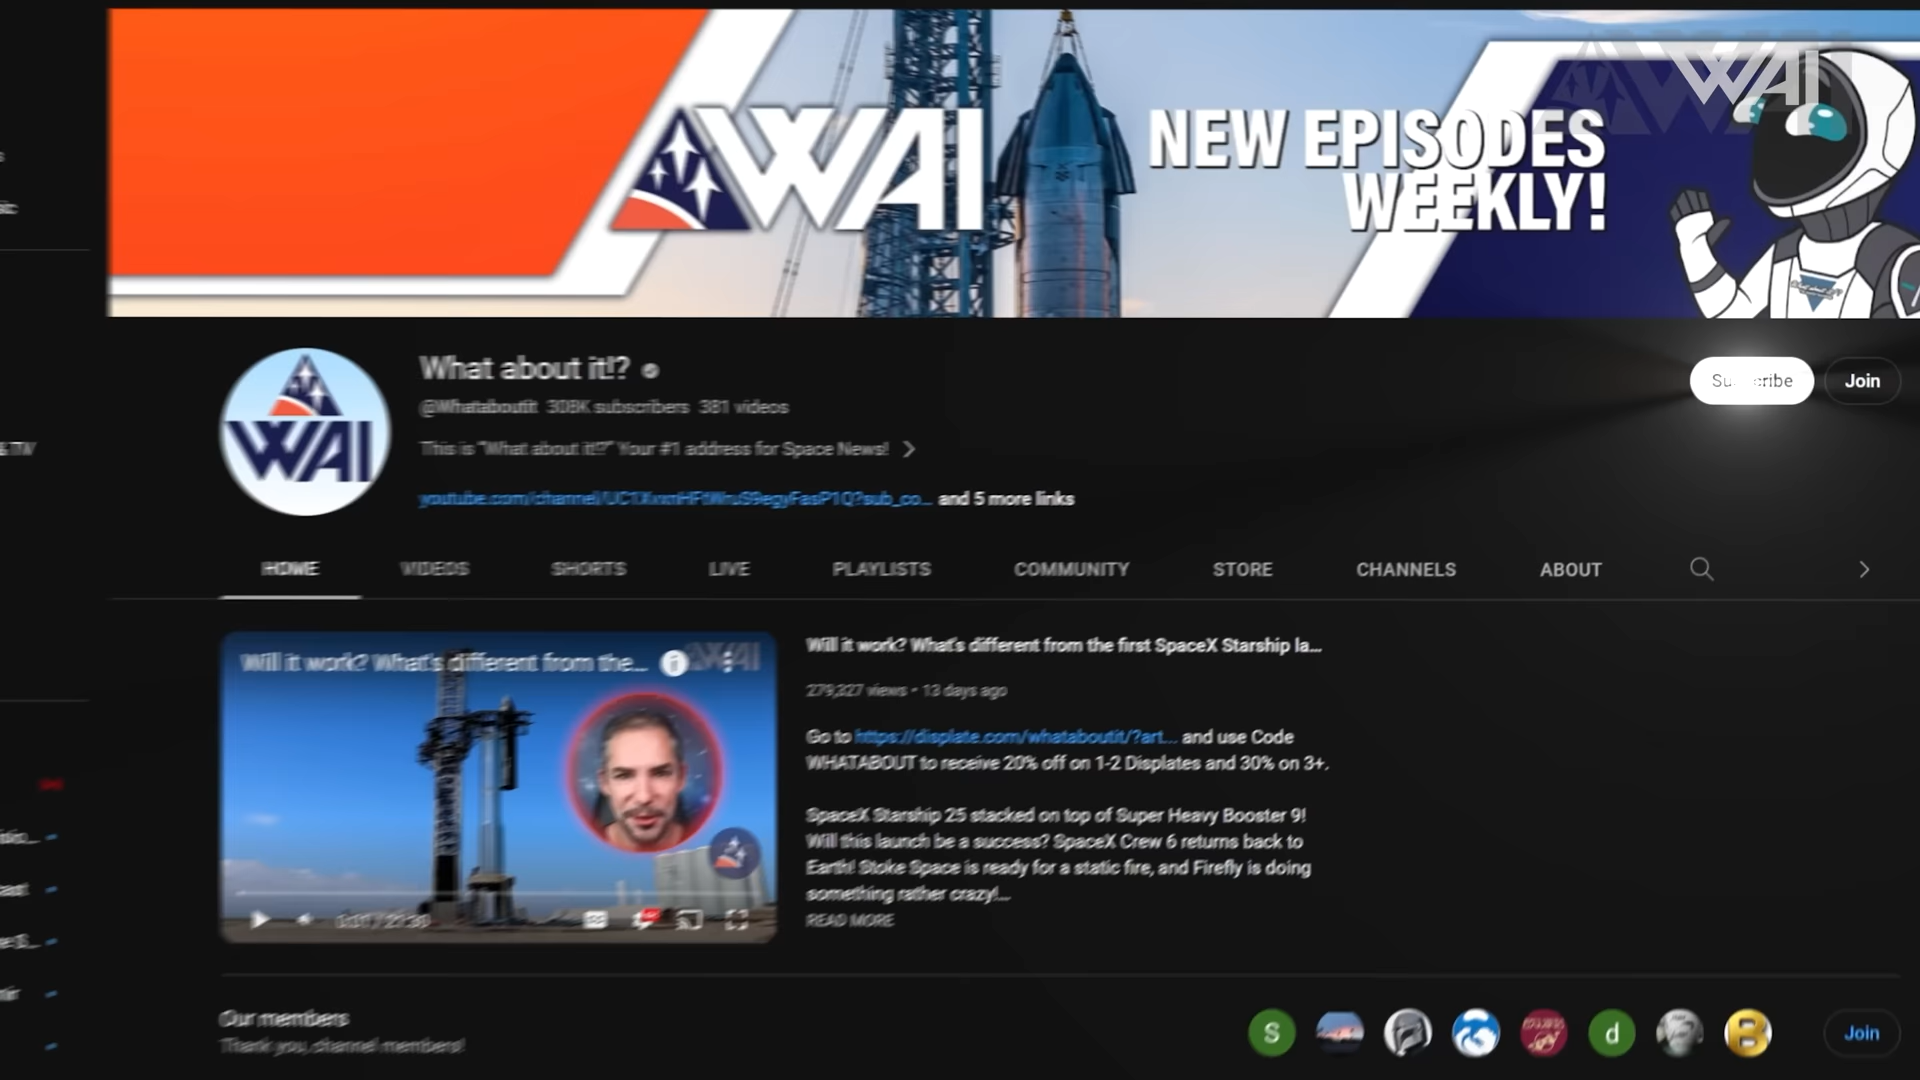 WAI
WAI
NEW EPISODES
WEEKLY!
WAI
What about it!?
@Whataboutit 308K subscribers 381 videos
This is "What about it!?" Your #1 address for Space News!
and 5 more links
Subscribe
Join
HOME VIDEOS SHORTS LIVE PLAYLISTS COMMUNITY STORE CHANNELS ABOUT
& TV
Will it work? What's different from the...
Will it work? What's different from the first SpaceX Starship la...
279,327 views • 13 days ago
Go to https://displate.com/whataboutit/?art... and use Code
WHATABOUT to receive 20% off on 1-2 Displates and 30% on 3+.
SpaceX Starship 25 stacked on top of Super Heavy Booster 9!
Will this launch be a success? SpaceX Crew 6 returns back to
Earth! Stoke Space is ready for a static fire, and Firefly is doing
something rather crazy!...
READ MORE
Our members
Thank you, channel members!
S
d
B
Join